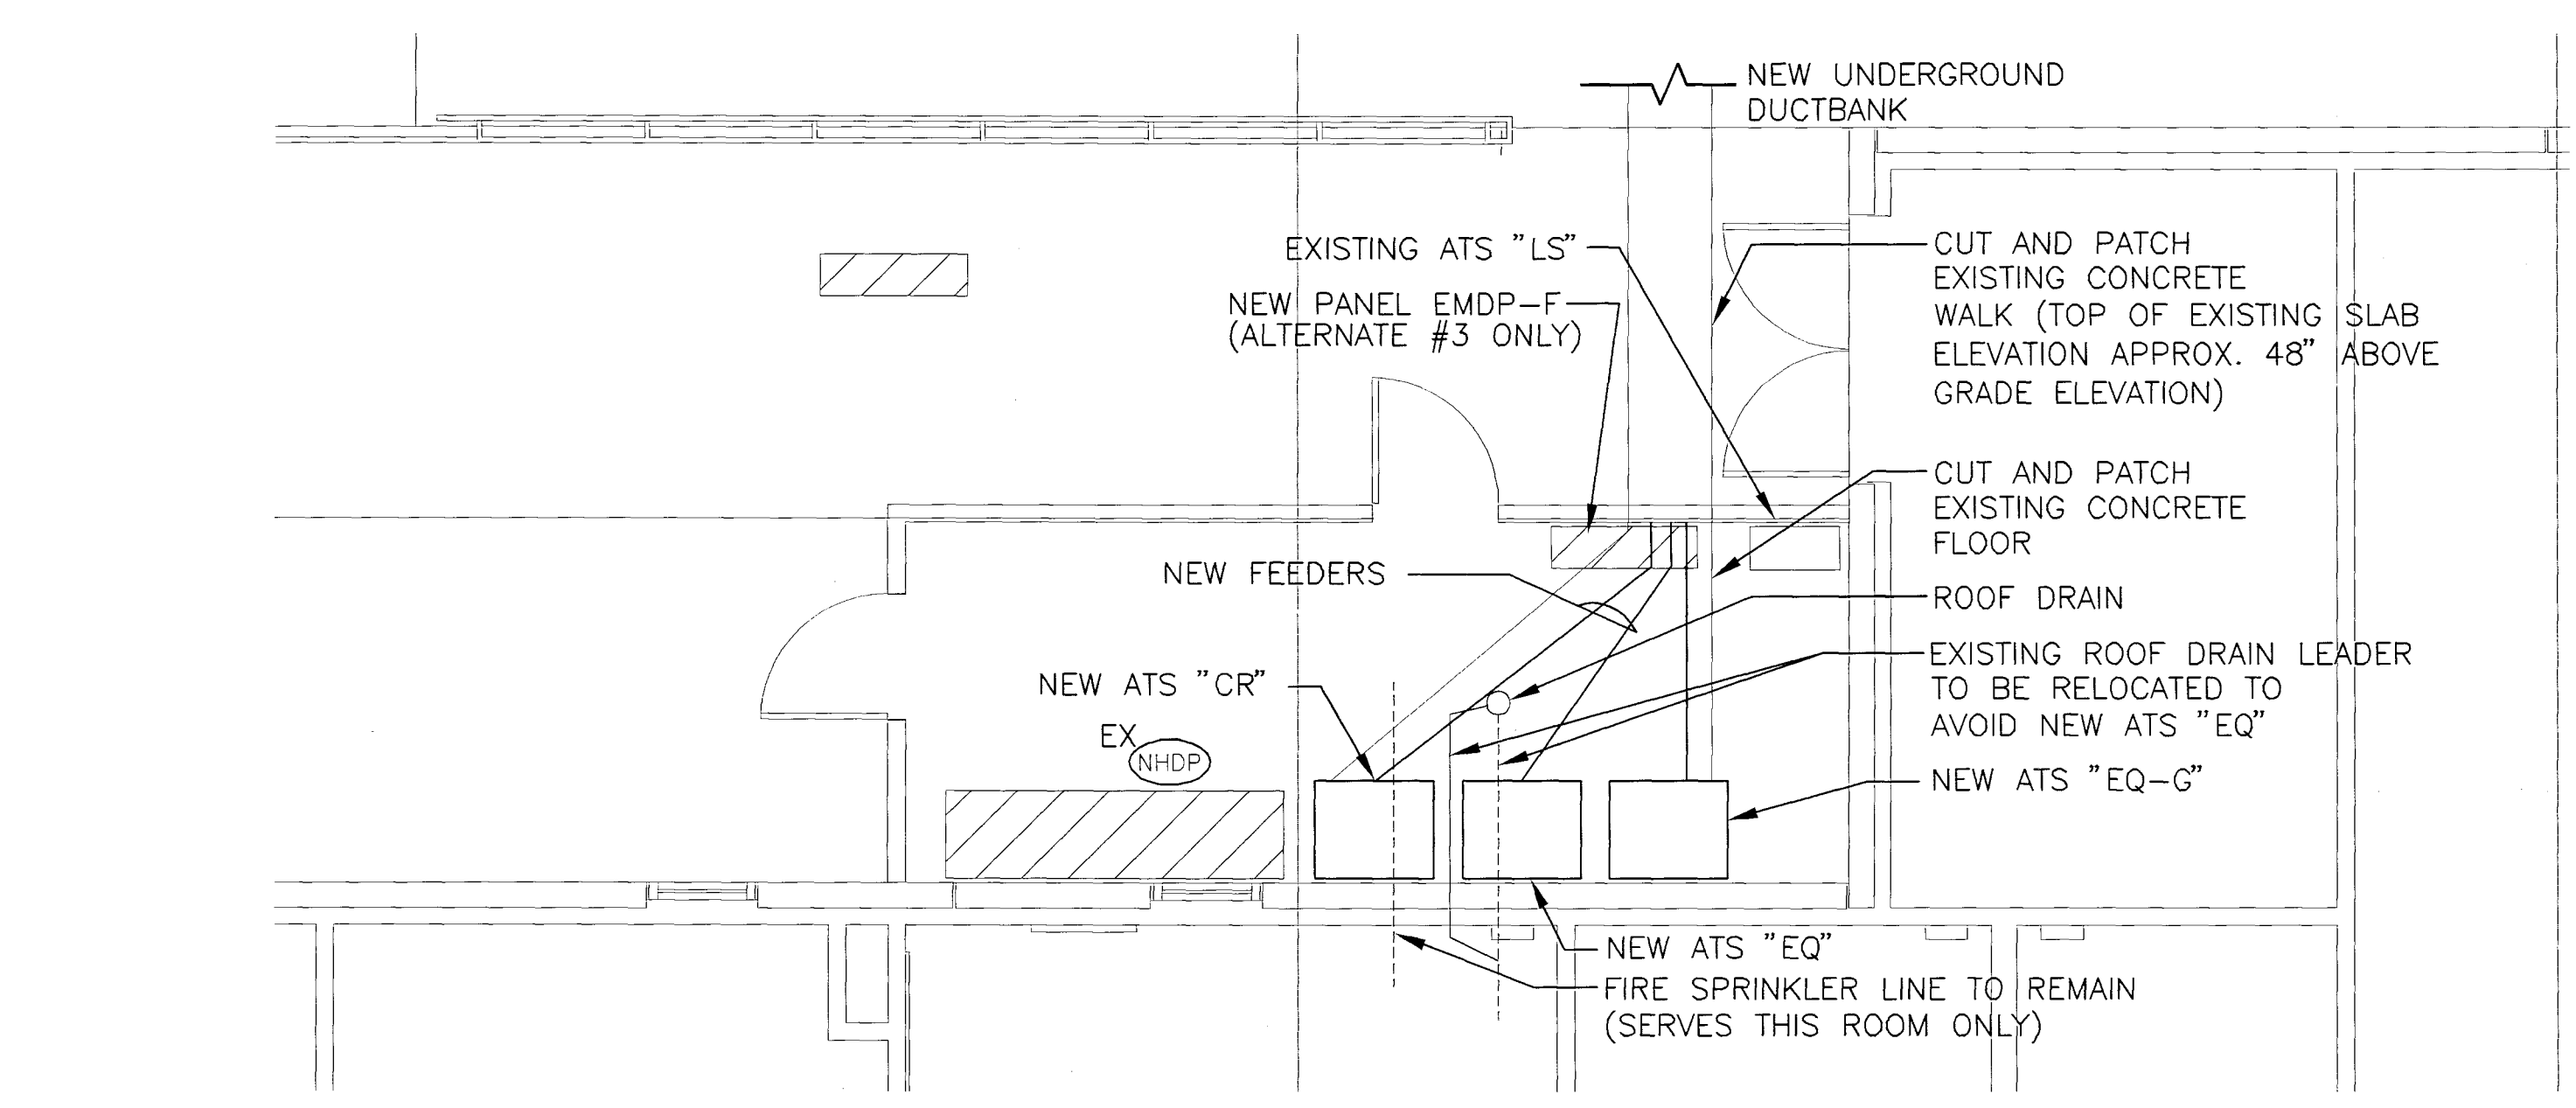 NEW UNDERGROUND
DUCTBANK
EXISTING ATS "LS"
NEW PANEL EMDP-F
(ALTERNATE #3 ONLY)
CUT AND PATCH
EXISTING CONCRETE
WALK (TOP OF EXISTING SLAB
ELEVATION APPROX. 48" ABOVE
GRADE ELEVATION)
CUT AND PATCH
EXISTING CONCRETE
FLOOR
NEW FEEDERS
ROOF DRAIN
EXISTING ROOF DRAIN LEADER
TO BE RELOCATED TO
AVOID NEW ATS "EQ"
NEW ATS "CR"
EX
NHDP
NEW ATS "EQ-G"
NEW ATS "EQ"
FIRE SPRINKLER LINE TO REMAIN
(SERVES THIS ROOM ONLY)